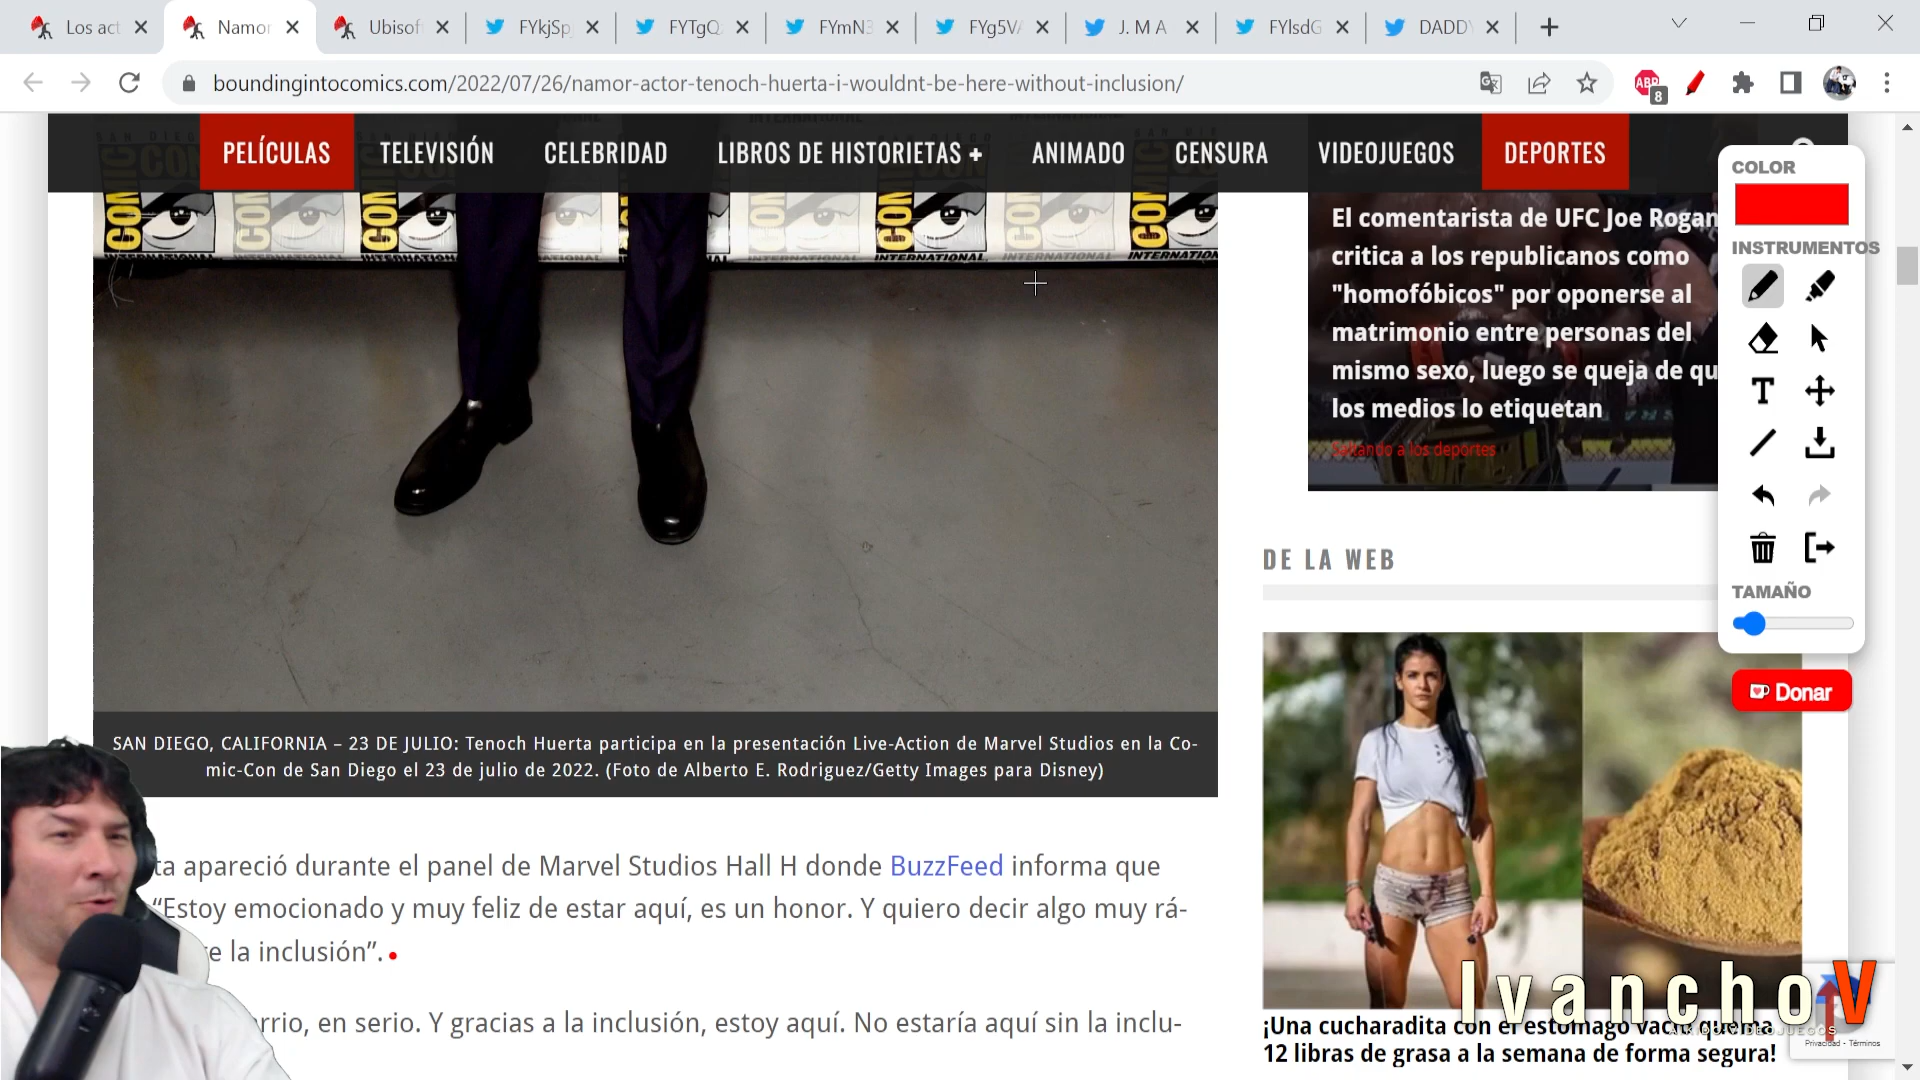 Los act
Namor
Ubisof
FYkjSp
FYTgQ
FYmN3
FYg5VA
J. M A
FYlsdG
DADDY
boundingintocomics.com/2022/07/26/namor-actor-tenoch-huerta-i-wouldnt-be-here-without-inclusion/
ABP
8
PELÍCULAS
TELEVISIÓN
CELEBRIDAD
LIBROS DE HISTORIETAS +
ANIMADO
CENSURA
VIDEOJUEGOS
DEPORTES
COLOR
INSTRUMENTOS
TAMAÑO
Donar
El comentarista de UFC Joe Rogan
critica a los republicanos como
"homofóbicos" por oponerse al
matrimonio entre personas del
mismo sexo, luego se queja de qu
los medios lo etiquetan
Saltando a los deportes
DE LA WEB
SAN DIEGO, CALIFORNIA – 23 DE JULIO: Tenoch Huerta participa en la presentación Live-Action de Marvel Studios en la Co-
mic-Con de San Diego el 23 de julio de 2022. (Foto de Alberto E. Rodriguez/Getty Images para Disney)
ta apareció durante el panel de Marvel Studios Hall H donde BuzzFeed informa que
“Estoy emocionado y muy feliz de estar aquí, es un honor. Y quiero decir algo muy rá-
e la inclusión”.
rrio, en serio. Y gracias a la inclusión, estoy aquí. No estaría aquí sin la inclu-
IvanchoV
¡Una cucharadita con el estómago vacío quema
12 libras de grasa a la semana de forma segura!
Privacidad - Términos